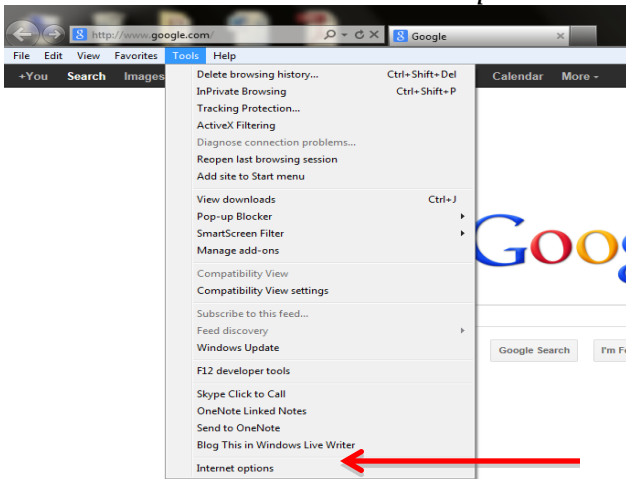 http://www.google.com/ Google
File Edit View Favorites Tools Help
+You Search Images Calendar More
Delete browsing history... Ctrl+Shift+Del
InPrivate Browsing Ctrl+Shift+P
Tracking Protection...
ActiveX Filtering
Diagnose connection problems...
Reopen last browsing session
Add site to Start menu
View downloads Ctrl+J
Pop-up Blocker
SmartScreen Filter
Manage add-ons
Compatibility View
Compatibility View settings
Subscribe to this feed...
Feed discovery
Windows Update
F12 developer tools
Skype Click to Call
OneNote Linked Notes
Send to OneNote
Blog This in Windows Live Writer
Internet options
Goo
Google Search I'm F